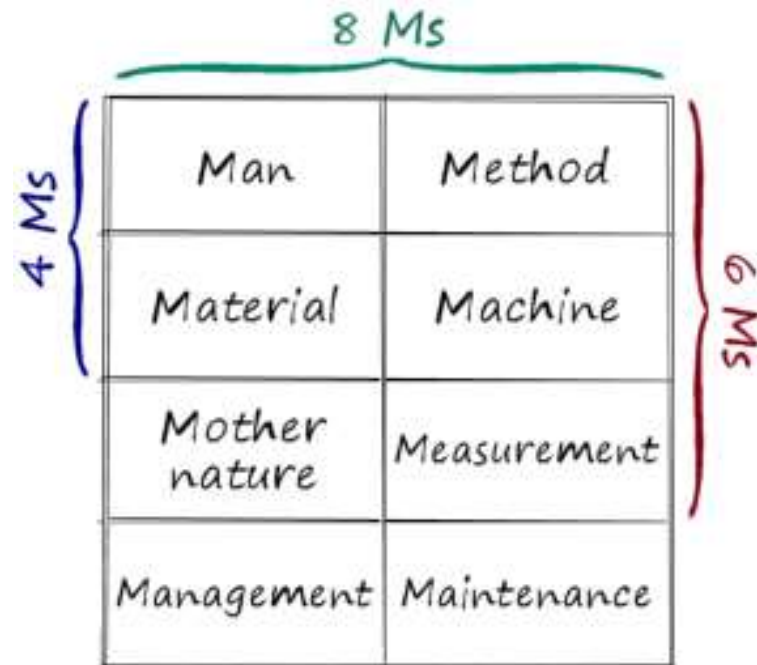 8 Ms
4 Ms
Man
Method
Material
Machine
6 Ms
Mother
nature
Measurement
Management
Maintenance